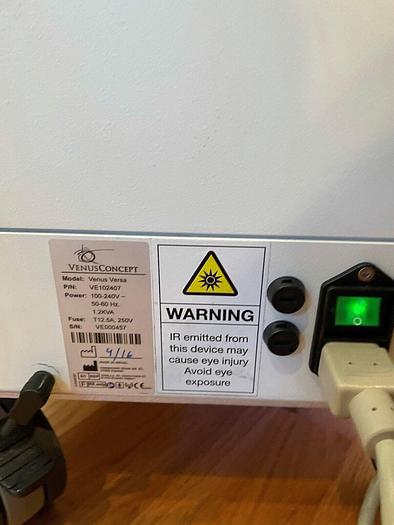 VENUSCONCEPT
Model: Venus Versa
P/N: VE102407
Power: 100-240V ~
50-60 Hz.
1.2KVA
Fuse: T12.5A, 250V
S/N: VE000457
4/16
WARNING
IR emitted from
this device may
cause eye injury
Avoid eye
exposure